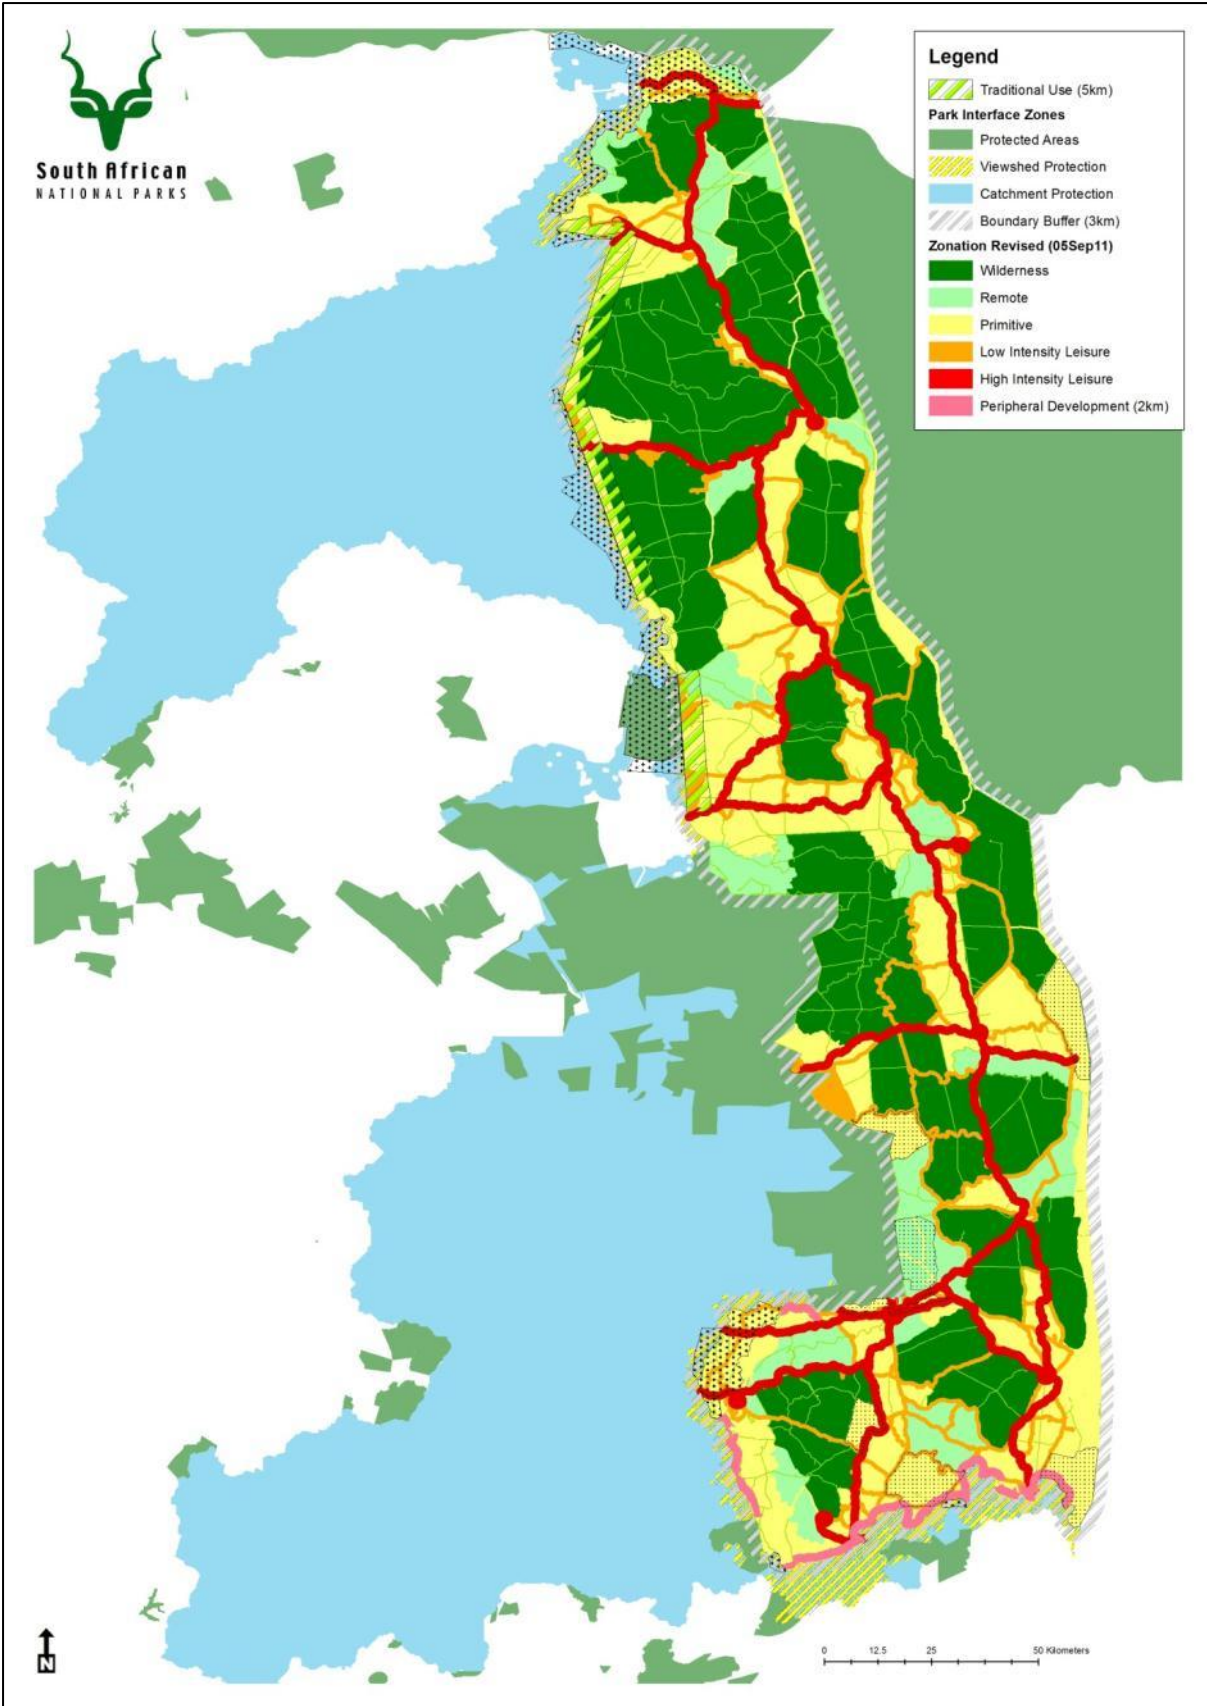 South African
NATIONAL PARKS
Legend
Traditional Use (5km)
Park Interface Zones
Protected Areas
Viewshed Protection
Catchment Protection
Boundary Buffer (3km)
Zonation Revised (05Sep11)
Wilderness
Remote
Primitive
Low Intensity Leisure
High Intensity Leisure
Peripheral Development (2km)
N
0 12.5 25 50 Kilometers